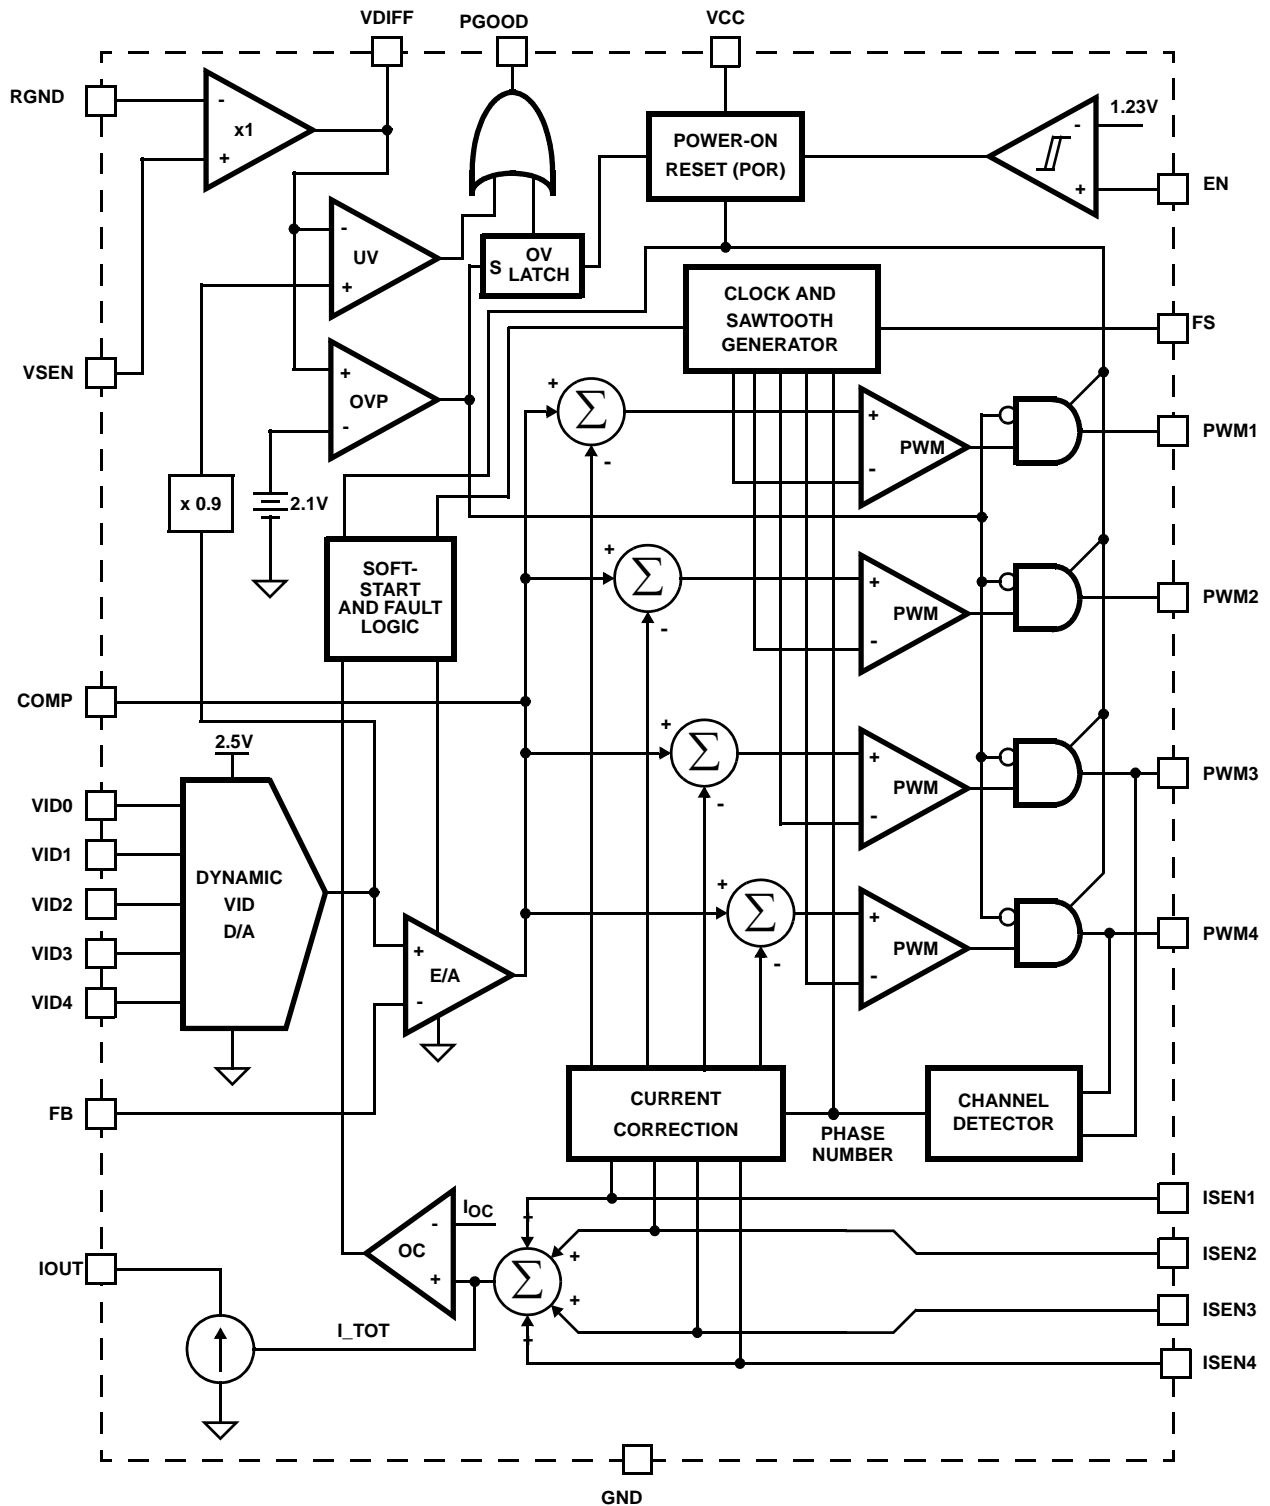 VDIFF
PGOOD
VCC
RGND
-
x1
+
POWER-ON
RESET (POR)
1.23V
-
+
EN
-
UV
+
S
OV
LATCH
CLOCK AND
SAWTOOTH
GENERATOR
FS
VSEN
+
OVP
-
+
Σ
-
+
PWM
-
PWM1
x 0.9
2.1V
SOFT-
START
AND FAULT
LOGIC
+
Σ
-
+
PWM
-
PWM2
COMP
2.5V
+
Σ
-
+
PWM
-
PWM3
VID0
VID1
VID2
VID3
VID4
DYNAMIC
VID
D/A
+
Σ
-
+
PWM
-
PWM4
+
E/A
-
FB
CURRENT
CORRECTION
PHASE
NUMBER
CHANNEL
DETECTOR
ISEN1
-
IOC
OC
+
+
+
Σ
+
+
ISEN2
IOUT
ISEN3
I_TOT
ISEN4
GND